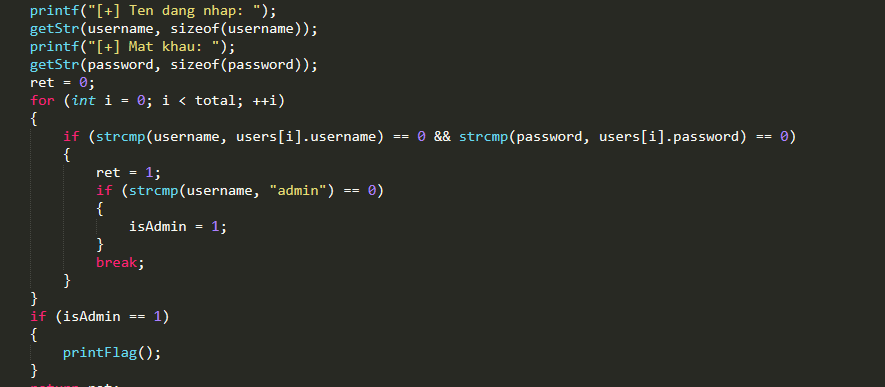 printf("[+] Ten dang nhap: ");
getStr(username, sizeof(username));
printf("[+] Mat khau: ");
getStr(password, sizeof(password));
ret = 0;
for (int i = 0; i < total; ++i)
{
if (strcmp(username, users[i].username) == 0 && strcmp(password, users[i].password) == 0)
{
ret = 1;
if (strcmp(username, "admin") == 0)
{
isAdmin = 1;
}
break;
}
}
if (isAdmin == 1)
{
printFlag();
}